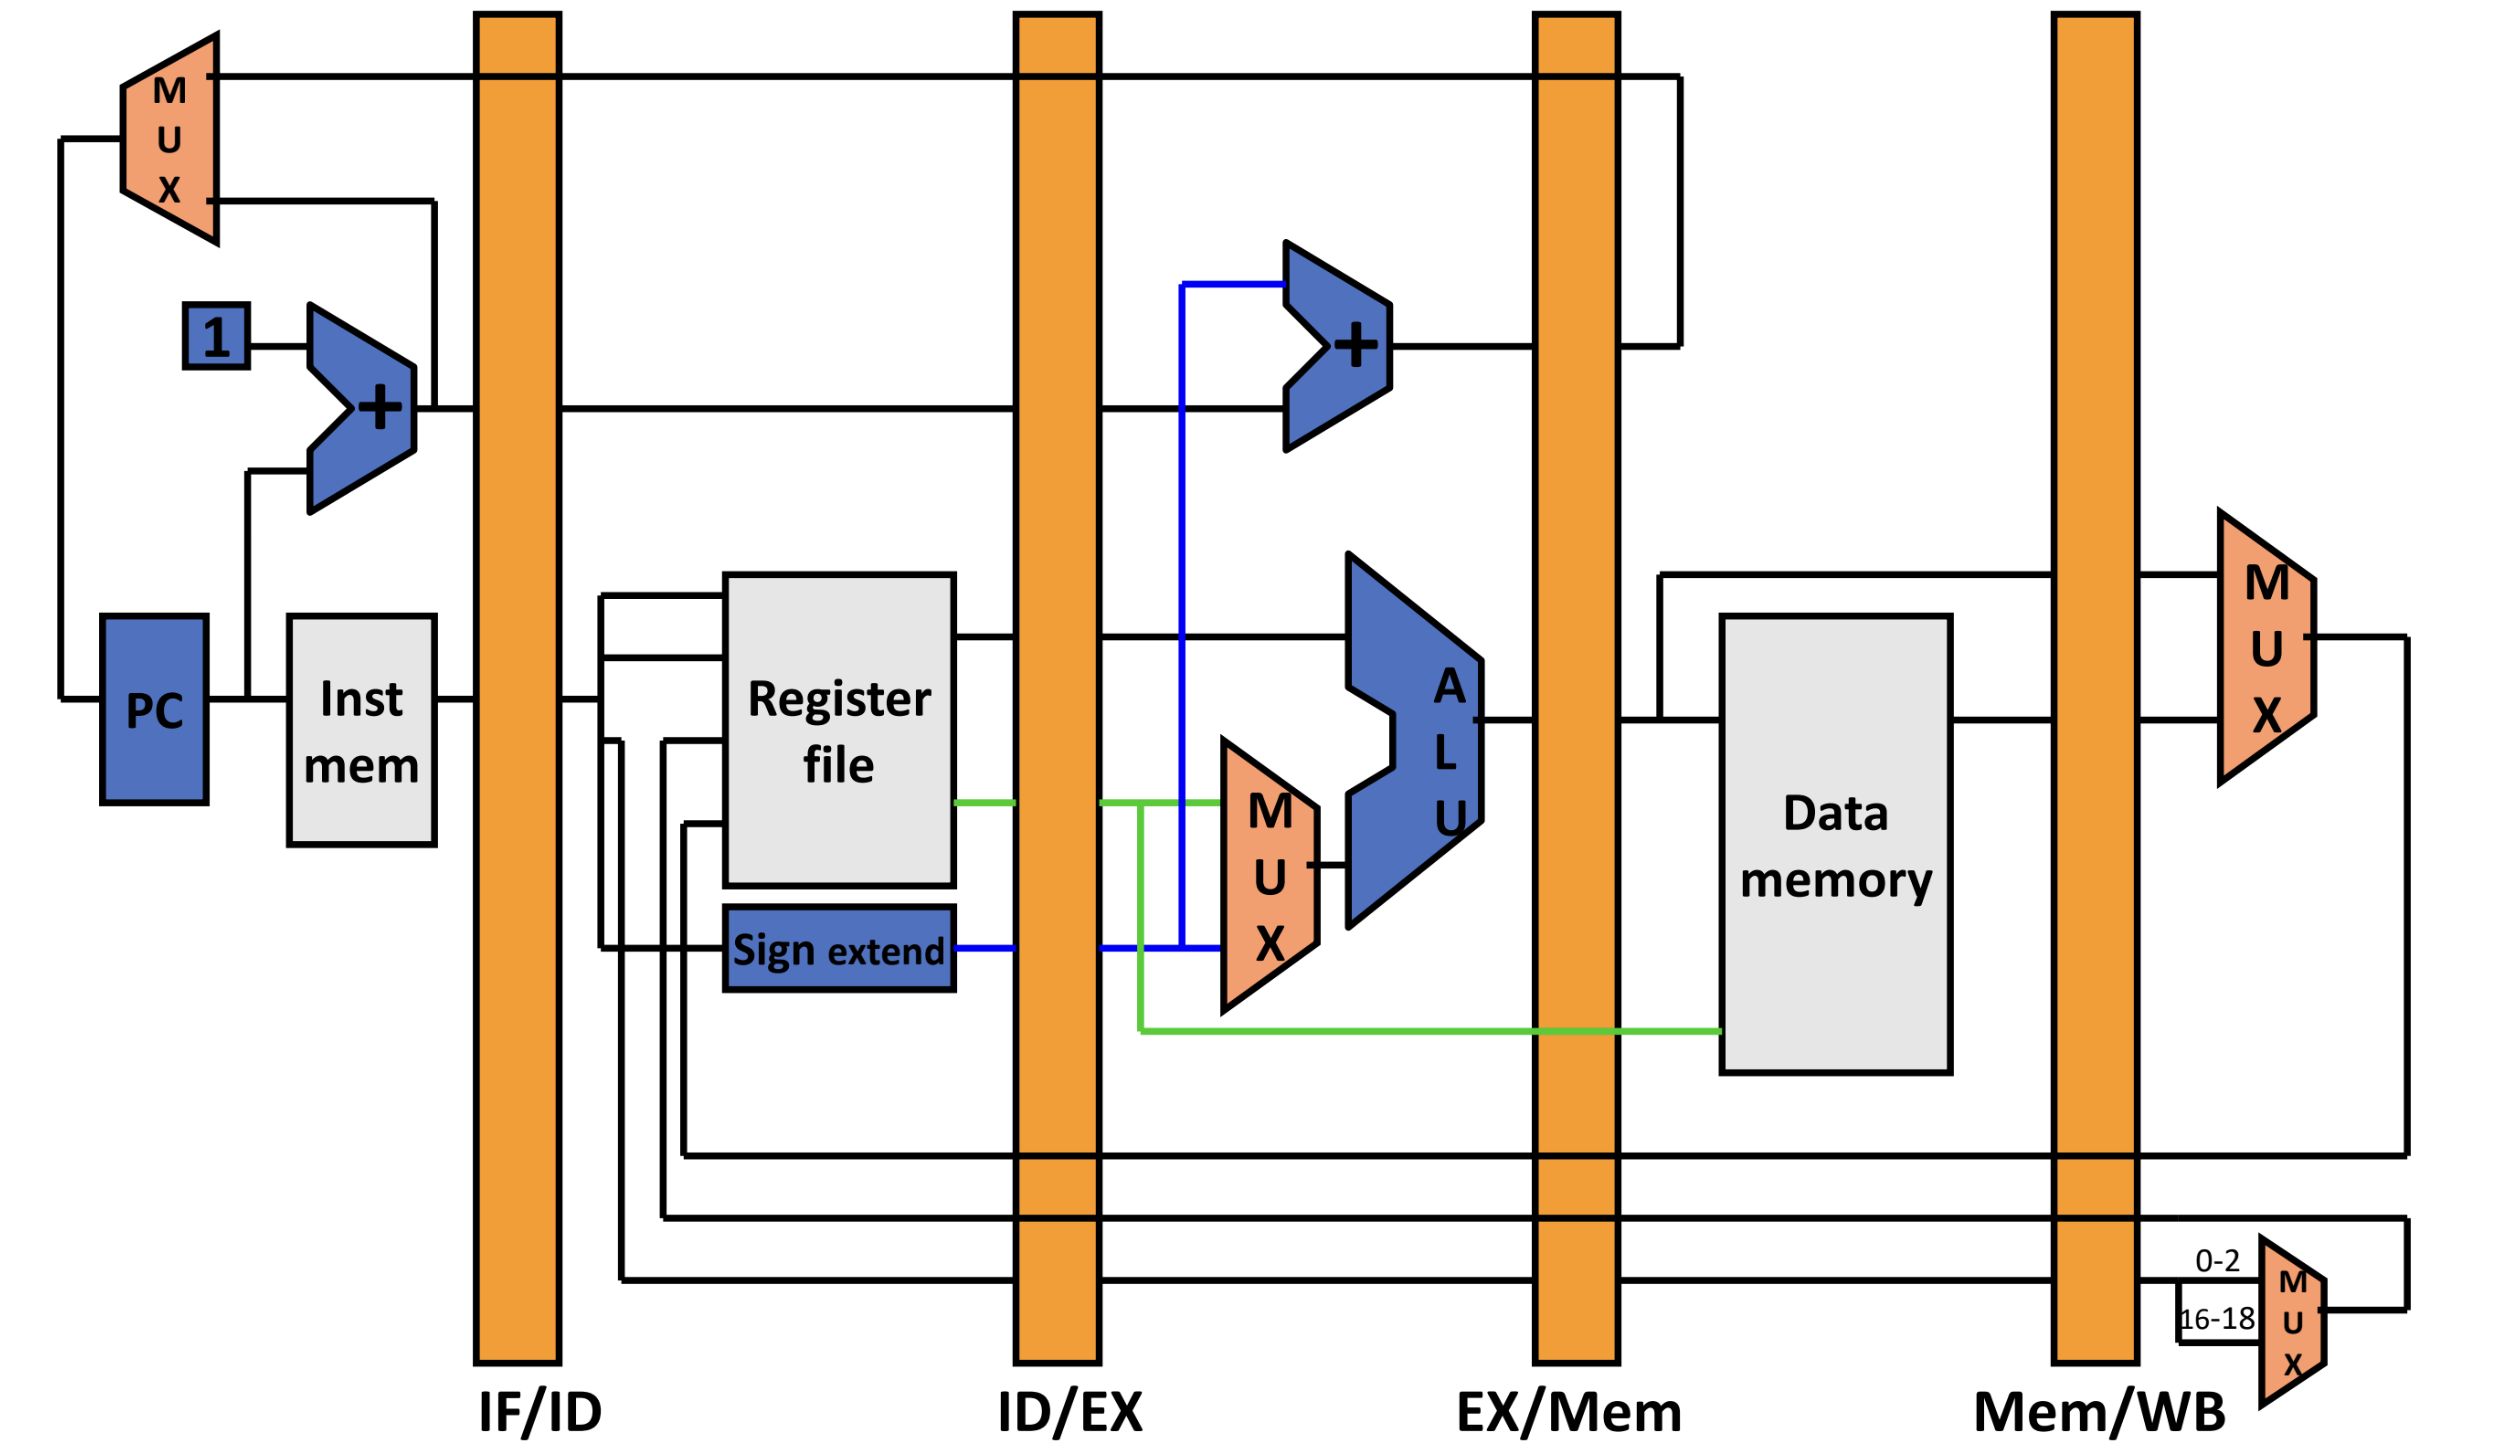 M
U
X
1
+
+
PC
Inst
mem
Register
file
Sign extend
M
U
X
A
L
U
Data
memory
M
U
X
0-2
16-18
M
U
X
IF/ID
ID/EX
EX/Mem
Mem/WB